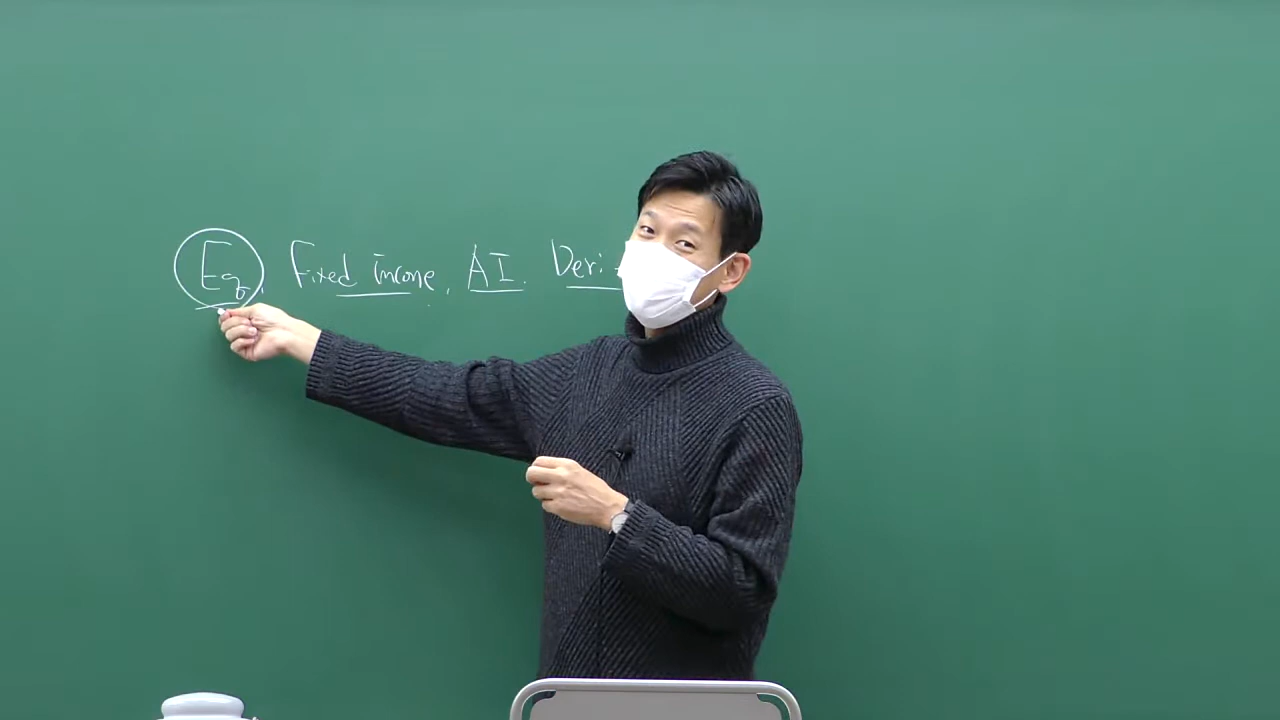 Eq, Fixed income, AI. Deri